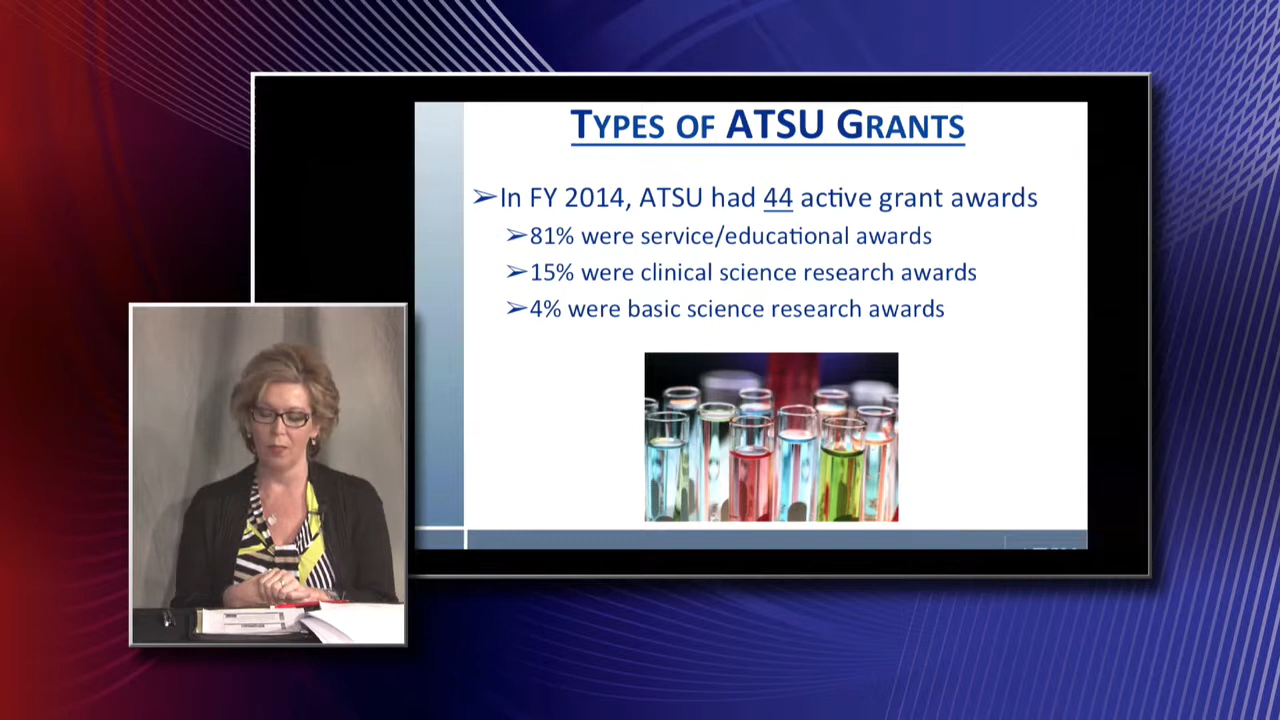 TYPES OF ATSU GRANTS
➢In FY 2014, ATSU had 44 active grant awards
➢81% were service/educational awards
➢15% were clinical science research awards
➢4% were basic science research awards